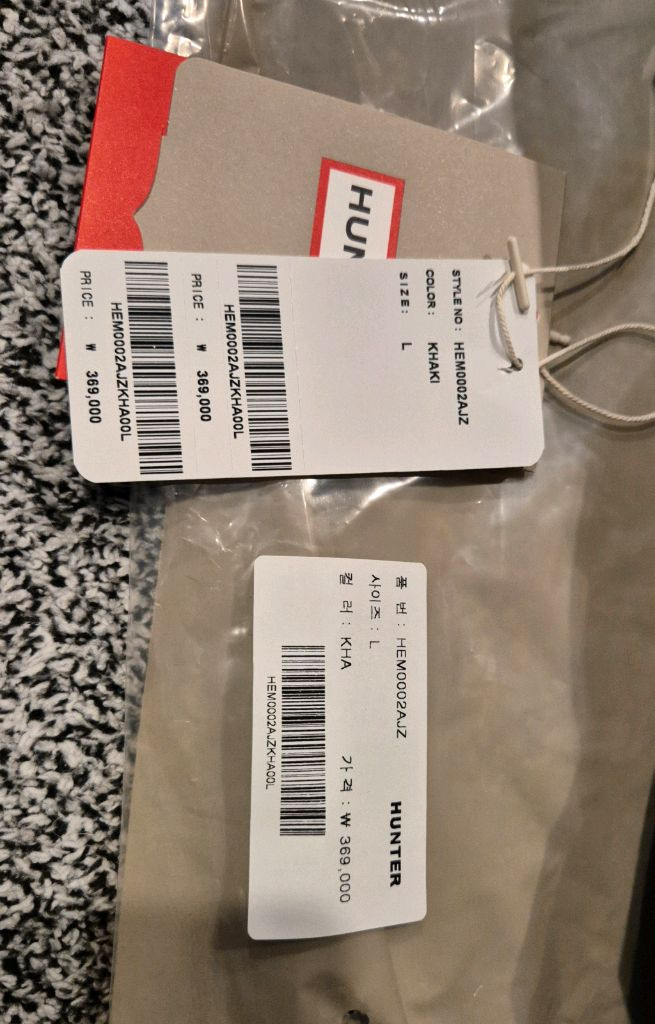 HUN
STYLE NO : HEM0002AJZ
COLOR : KHAKI
SIZE : L
HEM0002AJZKHA00L
PRICE : ₩ 369,000
HEM0002AJZKHA00L
PRICE : ₩ 369,000
품 번 : HEM0002AJZ HUNTER
사이즈 : L
컬 러 : KHA 가 격 : ₩ 369,000
HEM0002AJZKHA00L